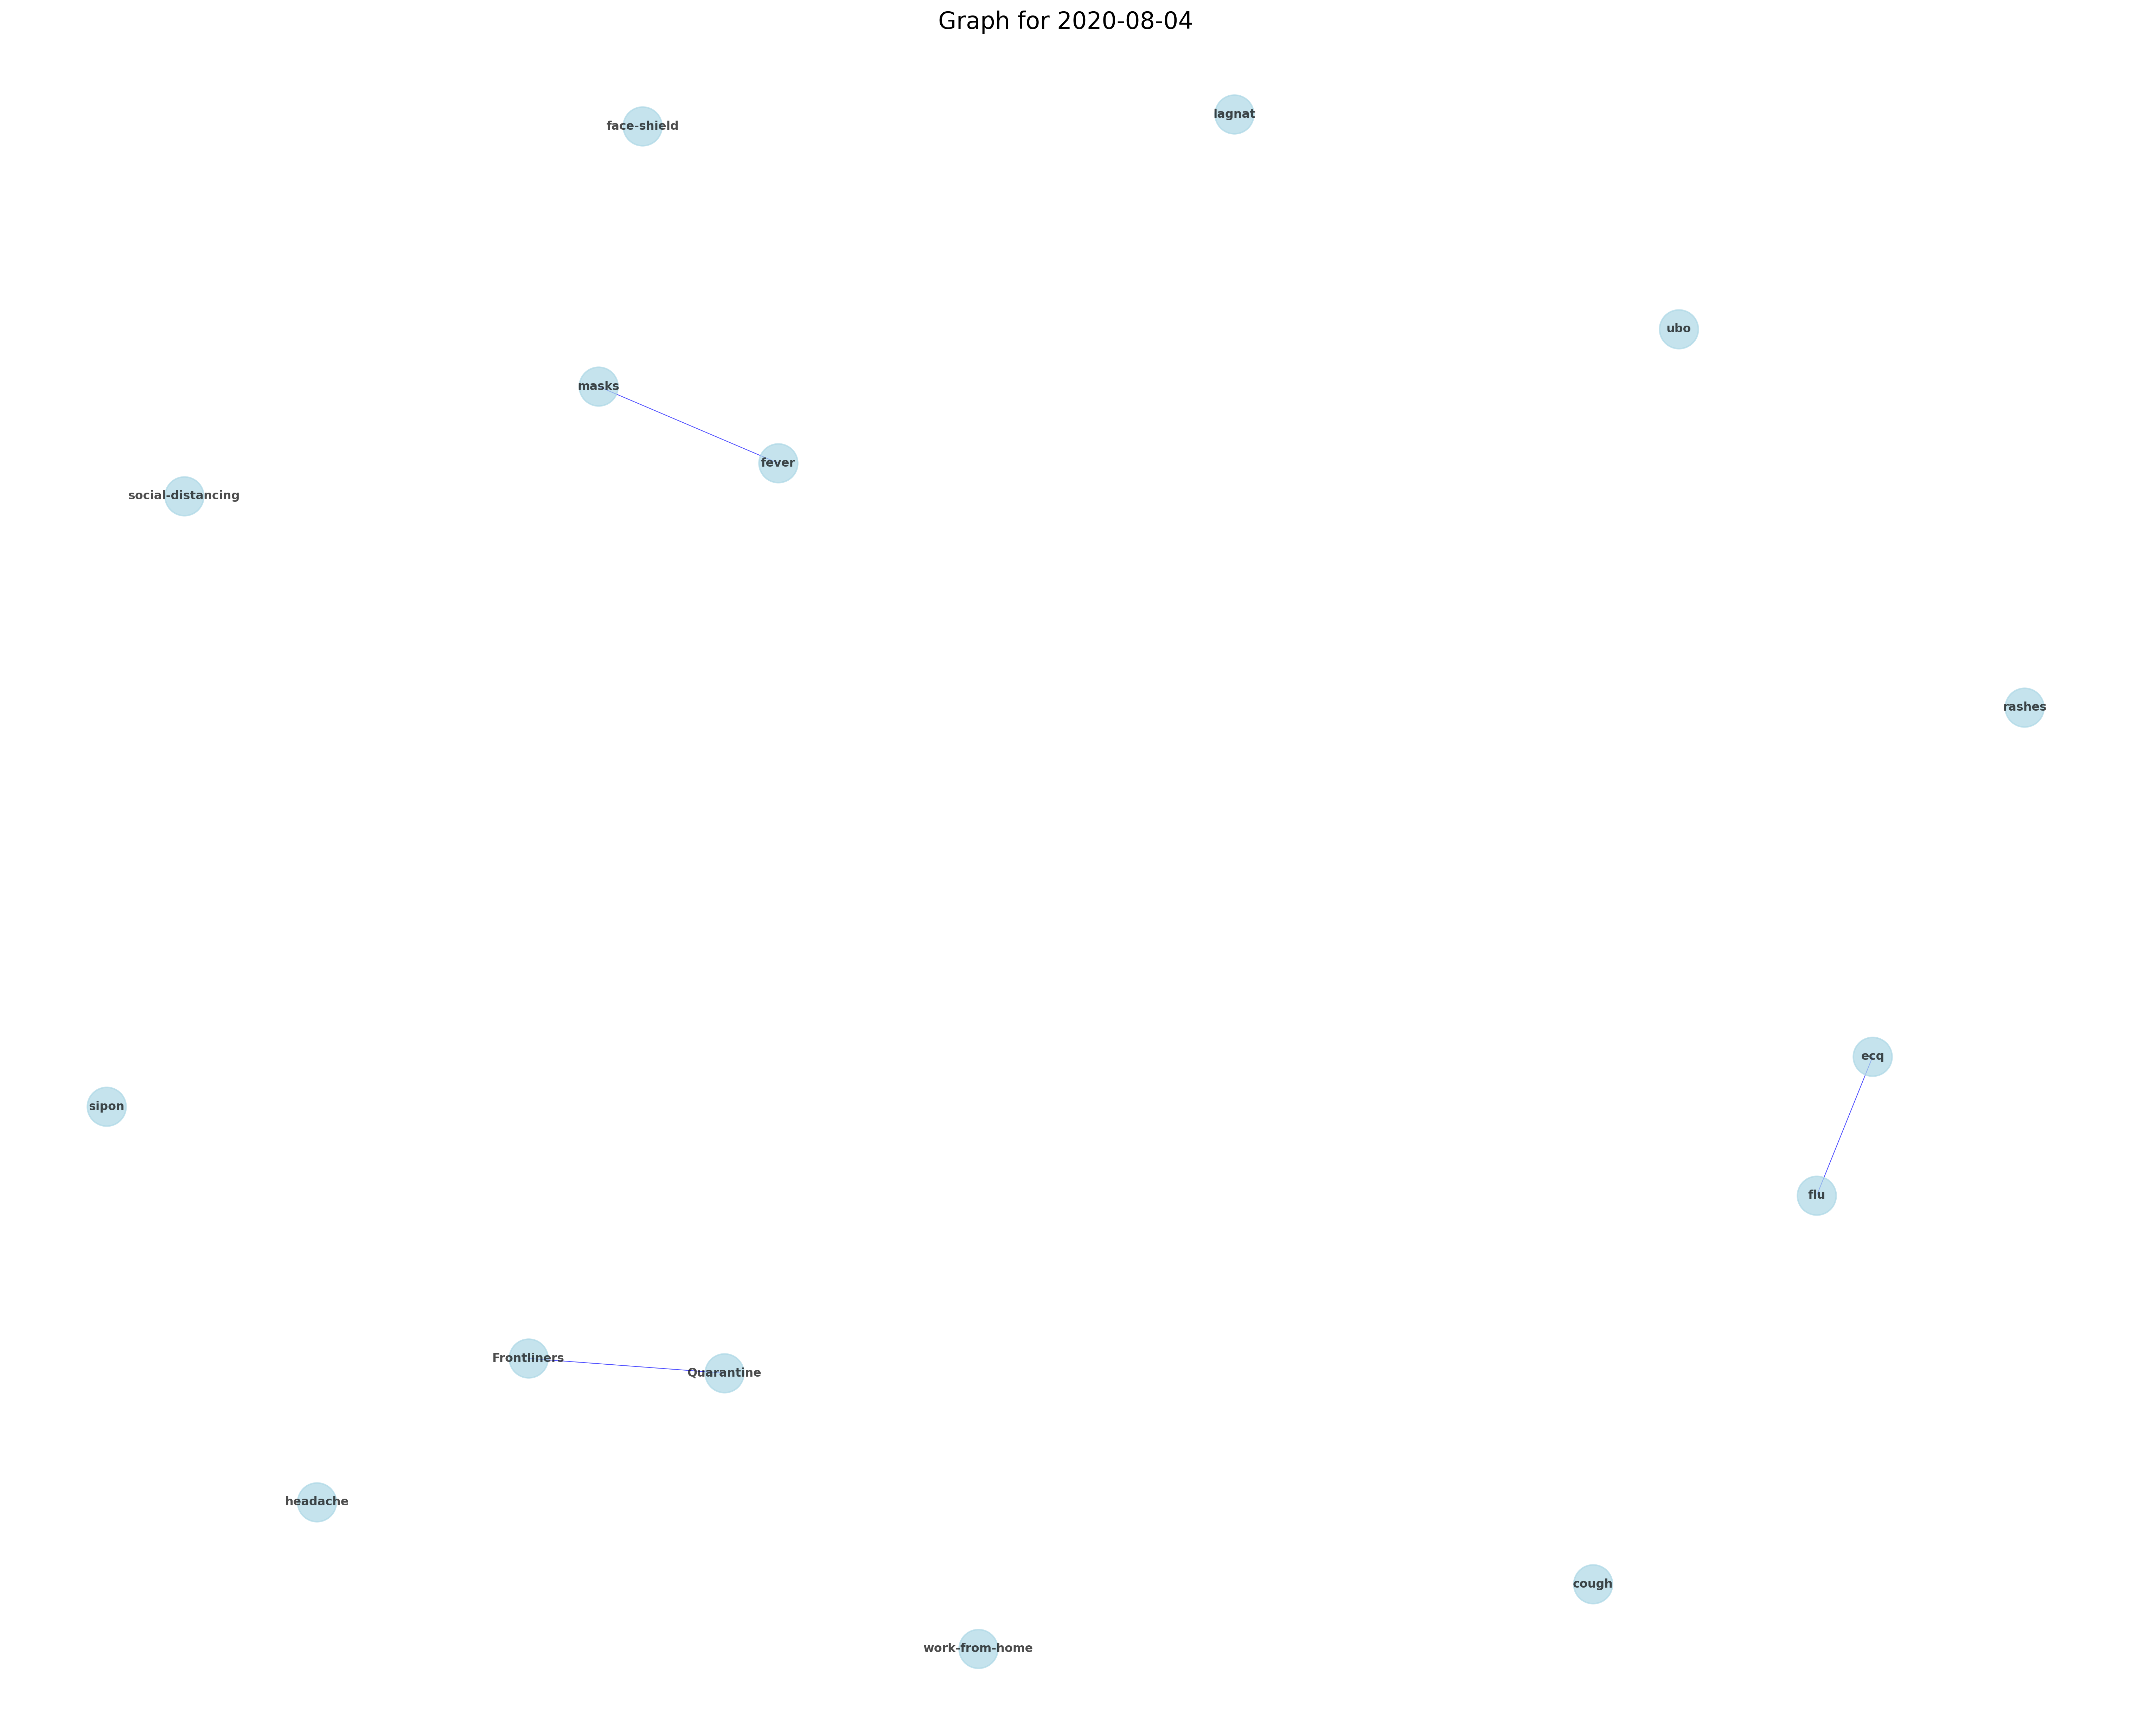 Graph for 2020-08-04
lagnat
face-shield
ubo
masks
fever
social-distancing
rashes
ecq
sipon
flu
Frontliners
Quarantine
headache
cough
work-from-home